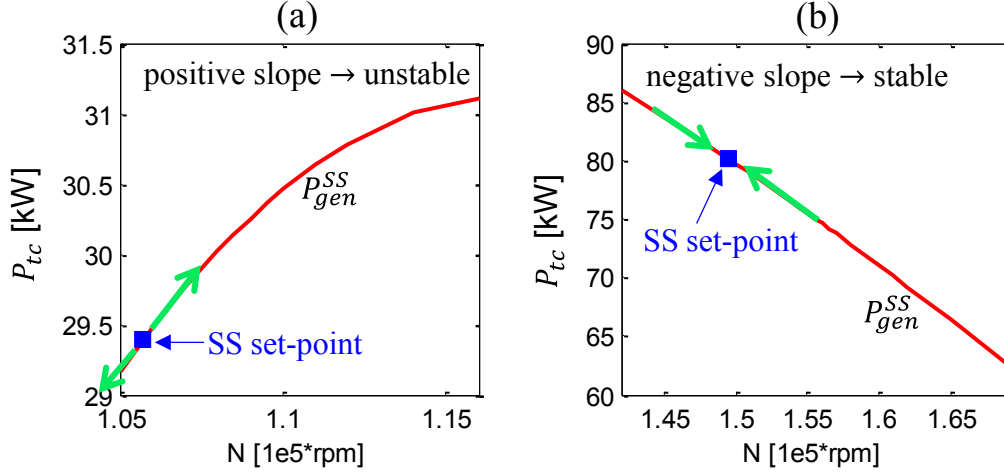 (a)
31.5
31
30.5
30
29.5
29
P_tc [kW]
positive slope → unstable
P_gen^SS
SS set-point
1.05
1.1
1.15
N [1e5*rpm]
(b)
90
85
80
75
70
65
60
P_tc [kW]
negative slope → stable
SS set-point
P_gen^SS
1.45
1.5
1.55
1.6
1.65
N [1e5*rpm]